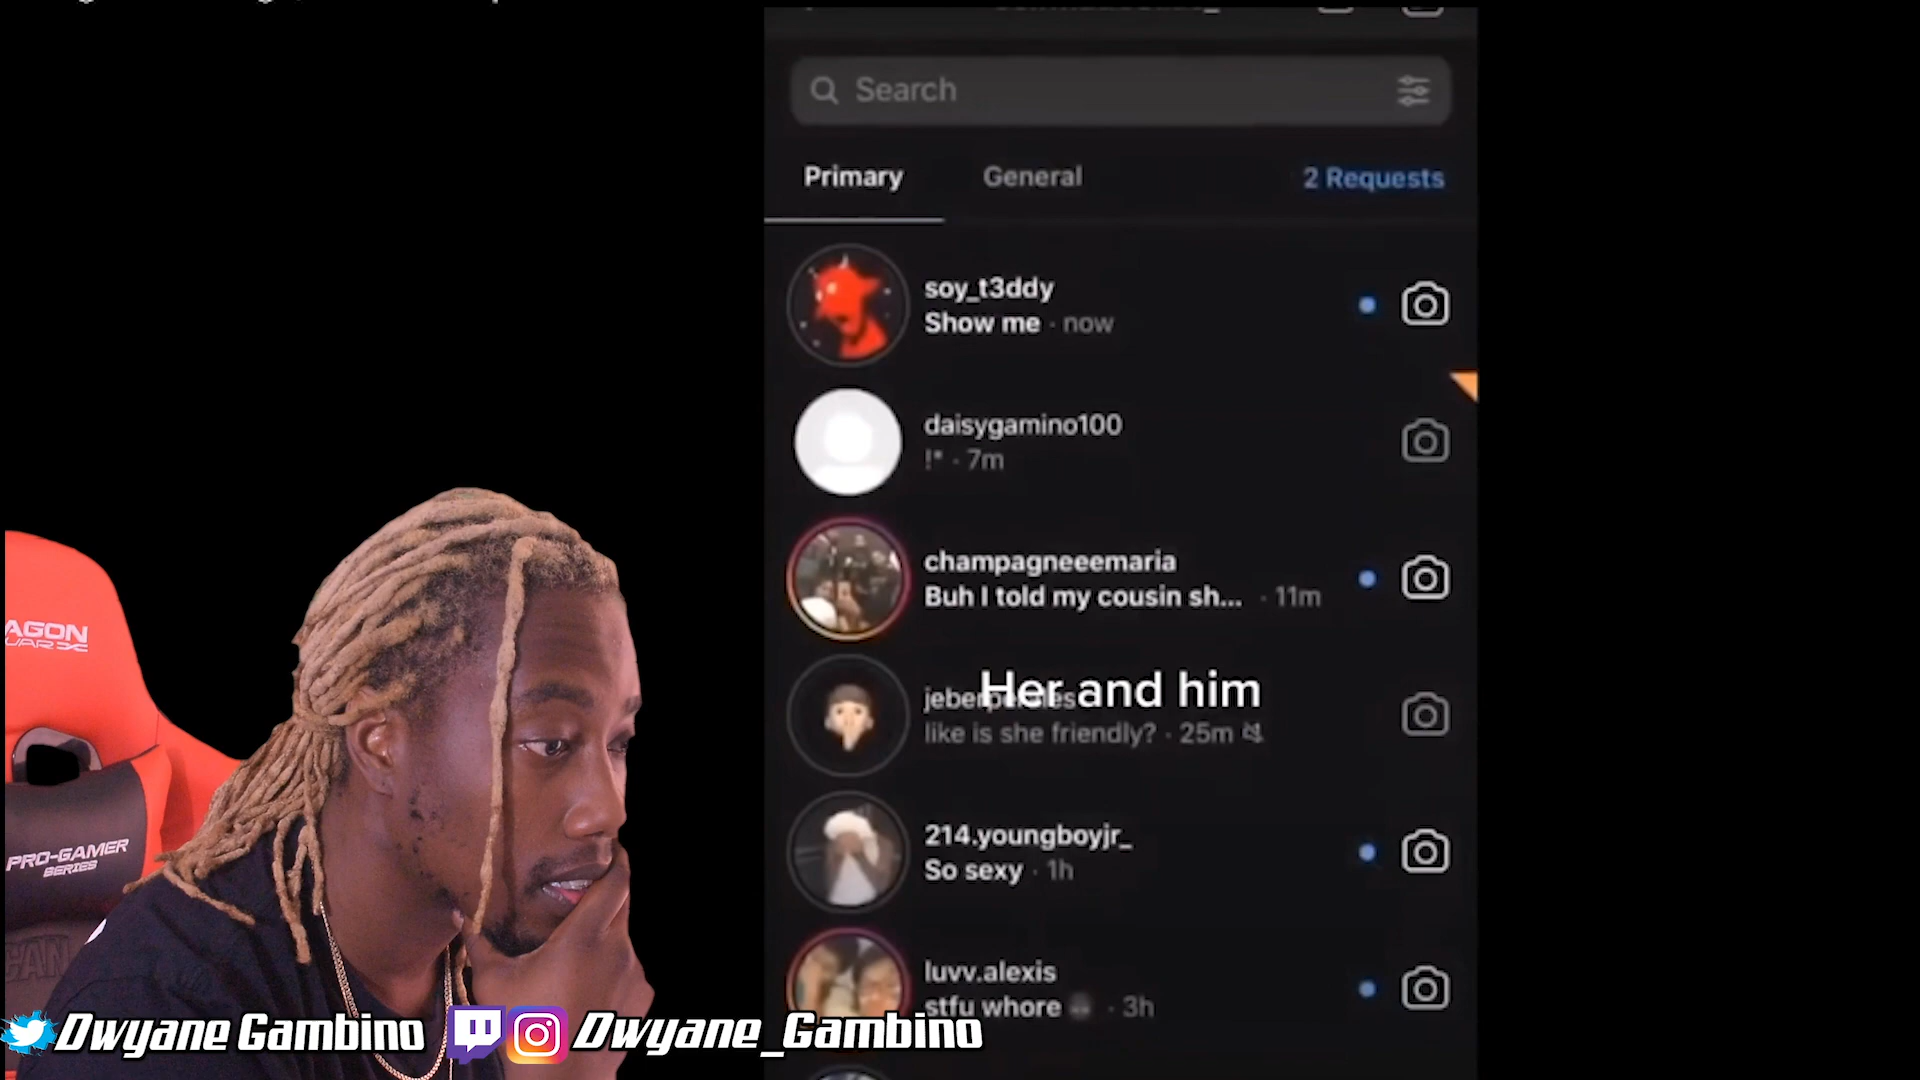 Search
Primary
General
2 Requests
soy_t3ddy
Show me · now
daisygamino100
!* · 7m
champagneeemaria
Buh I told my cousin sh... · 11m
Her and him
like is she friendly? · 25m
214.youngboyjr_
So sexy · 1h
luvv.alexis
stfu whore · 3h
AGON
PRO-GAMER
SERIES
Dwyane Gambino
Dwyane_Gambino